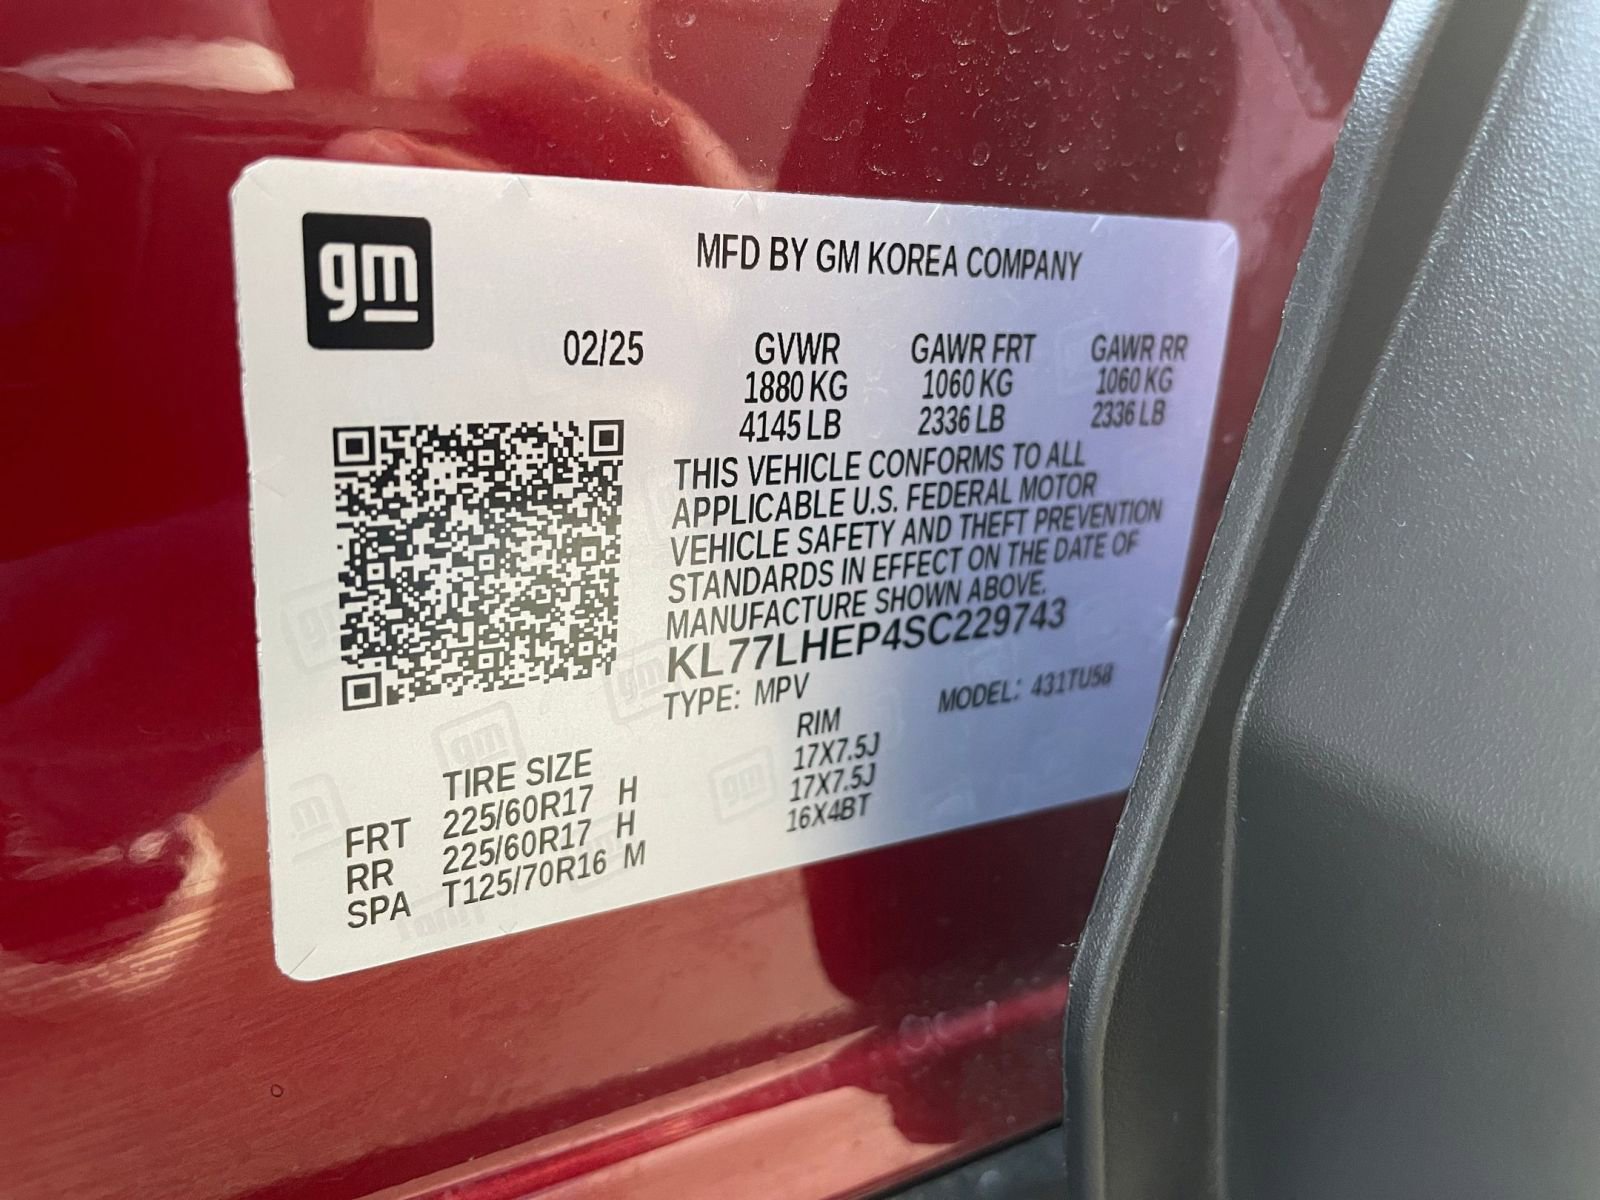 gm
MFD BY GM KOREA COMPANY
02/25 GVWR GAWR FRT GAWR RR
1880 KG 1060 KG 1060 KG
4145 LB 2336 LB 2336 LB
THIS VEHICLE CONFORMS TO ALL
APPLICABLE U.S. FEDERAL MOTOR
VEHICLE SAFETY AND THEFT PREVENTION
STANDARDS IN EFFECT ON THE DATE OF
MANUFACTURE SHOWN ABOVE.
KL77LHEP4SC229743
TYPE: MPV MODEL: 431TU58
TIRE SIZE RIM
FRT 225/60R17 H 17X7.5J
RR 225/60R17 H 17X7.5J
SPA T125/70R16 M 16X4BT